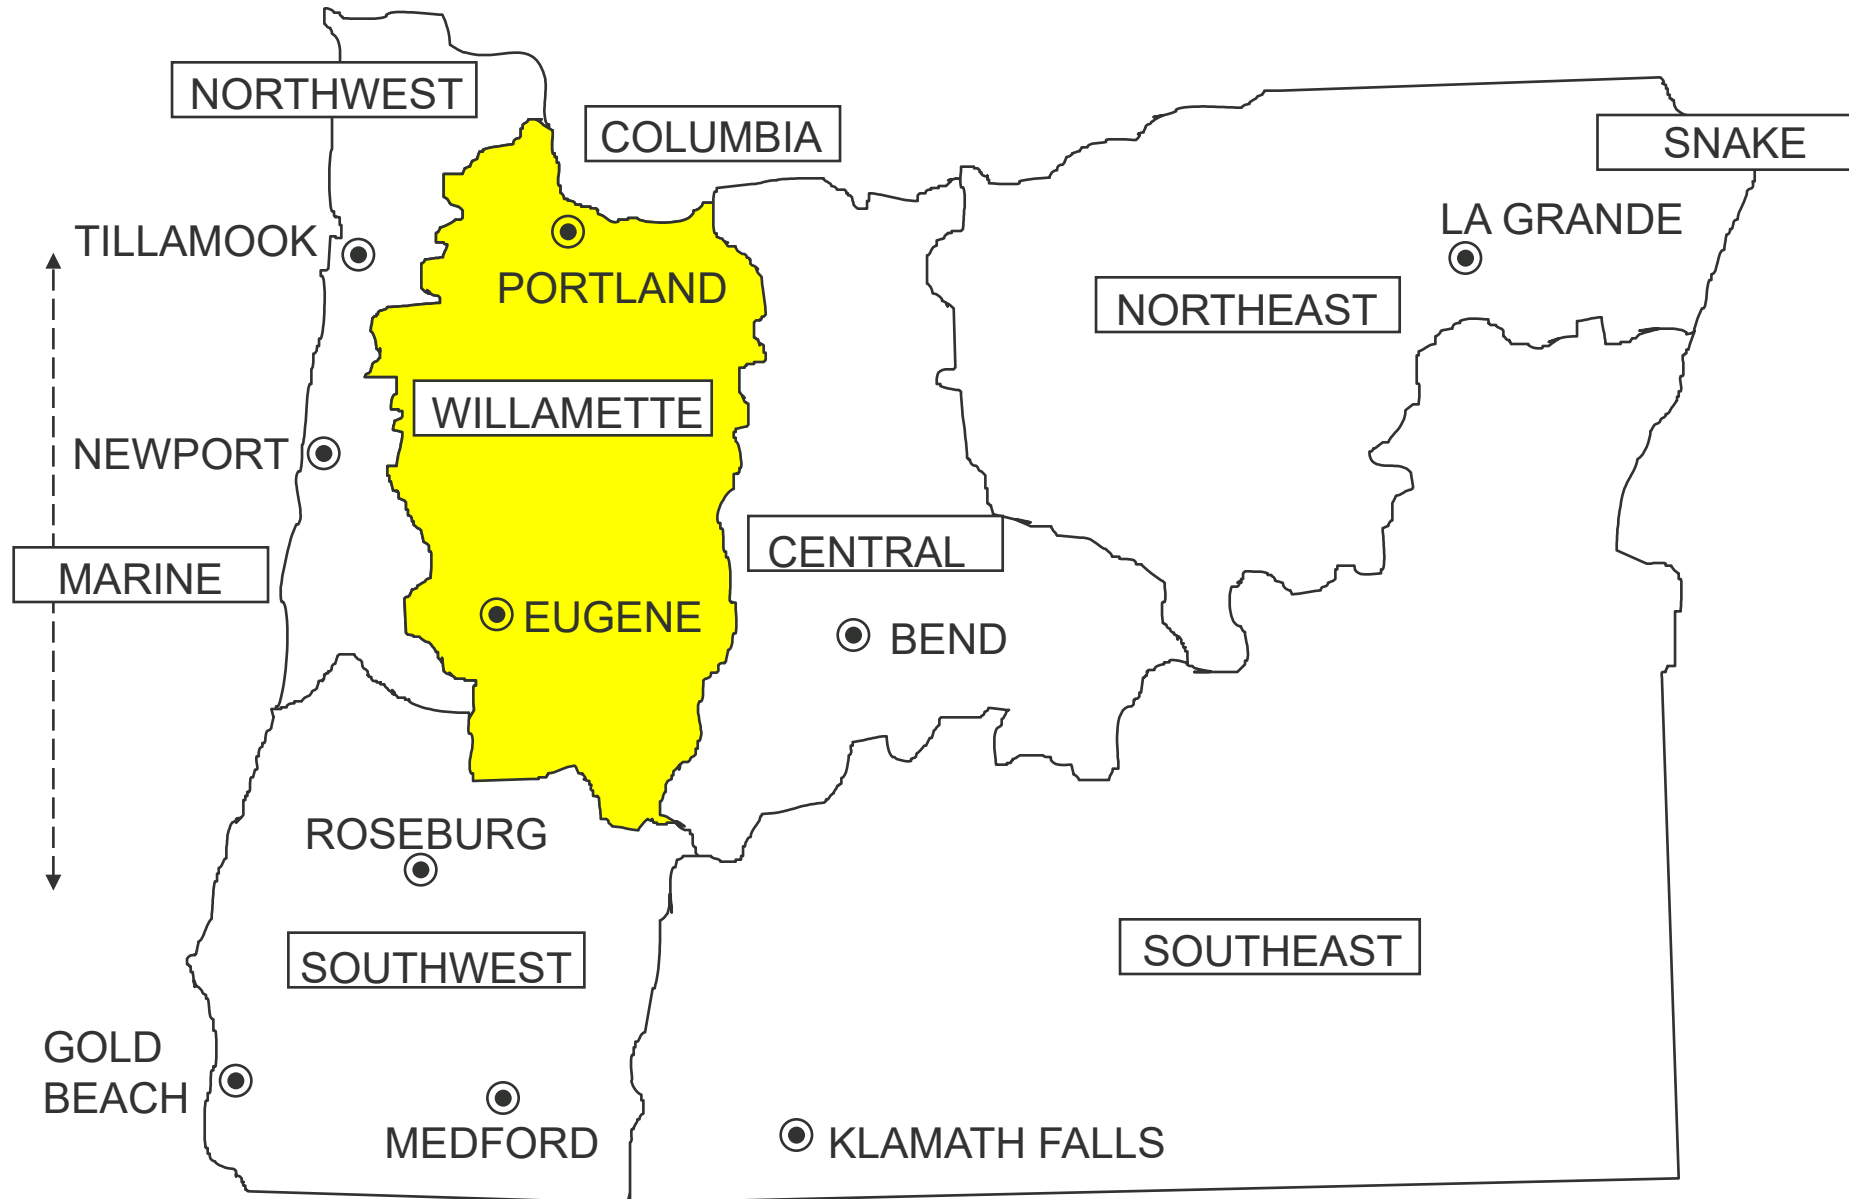 NORTHWEST
COLUMBIA
SNAKE
TILLAMOOK
LA GRANDE
PORTLAND
NORTHEAST
WILLAMETTE
NEWPORT
CENTRAL
MARINE
EUGENE
BEND
ROSEBURG
SOUTHWEST
SOUTHEAST
GOLD
BEACH
MEDFORD
KLAMATH FALLS